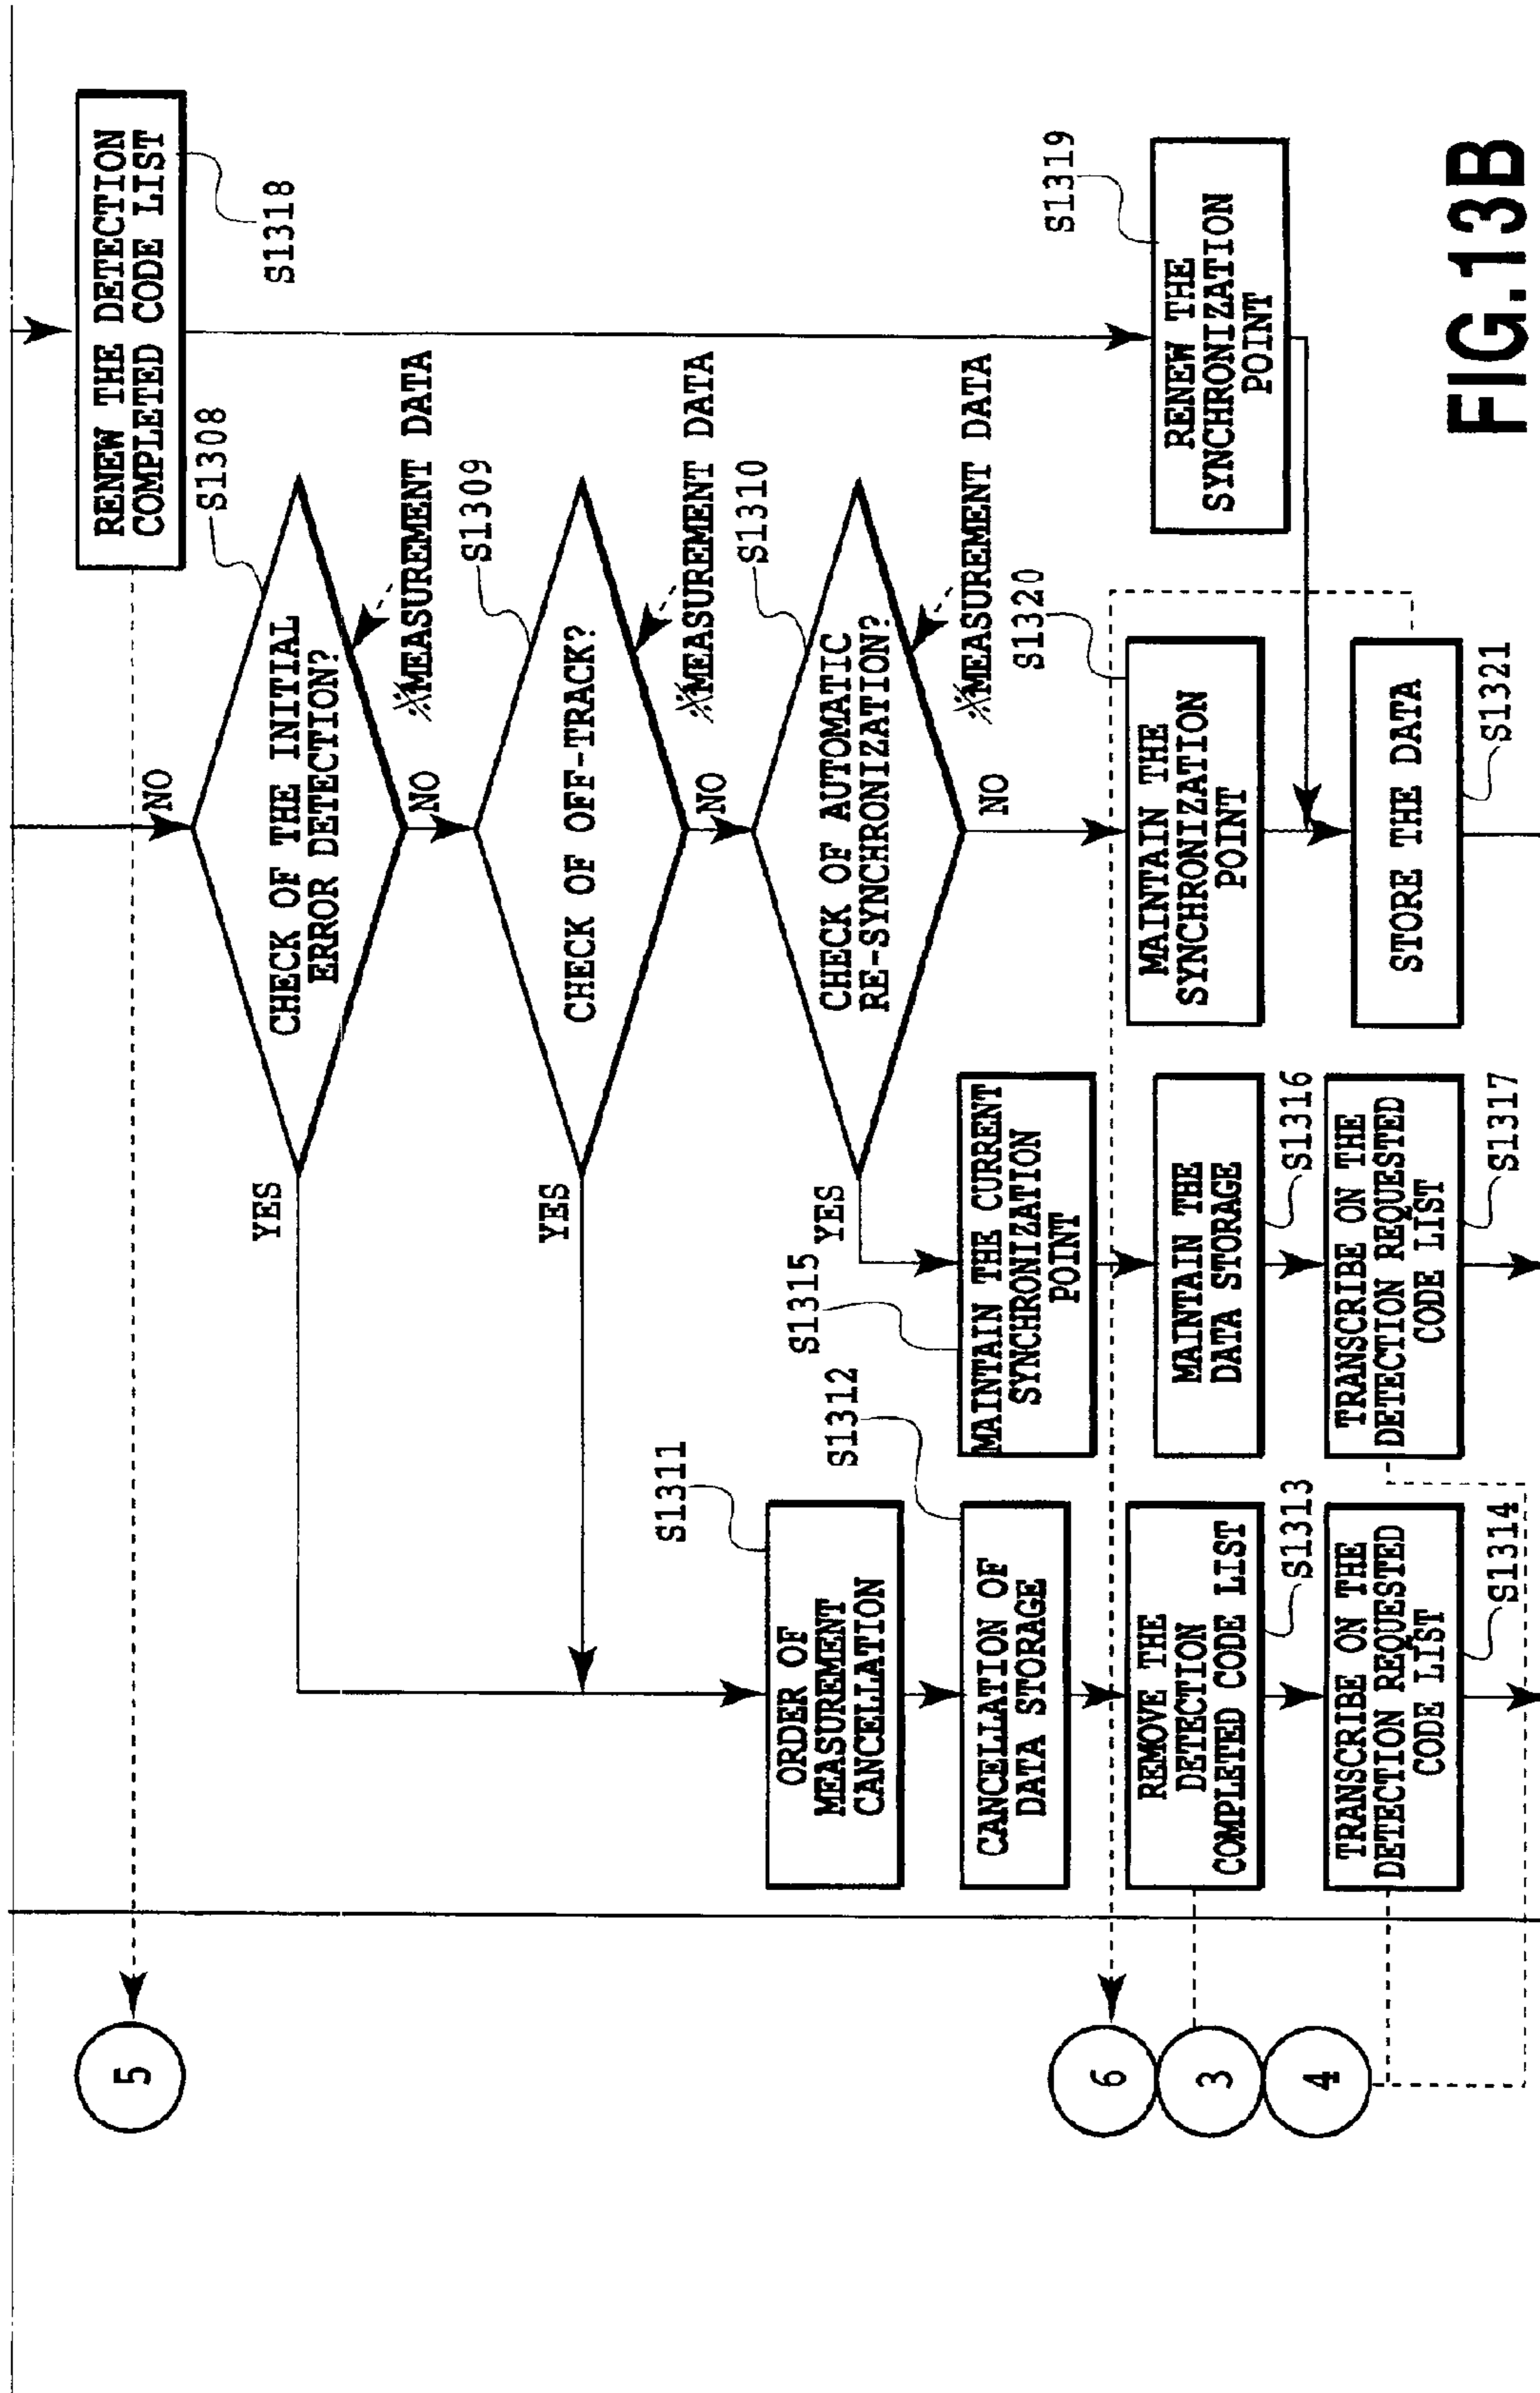 RENEW THE DETECTION
COMPLETED CODE LIST
S1318
5
NO
CHECK OF THE INITIAL
ERROR DETECTION?
S1308
YES
NO
※MEASUREMENT DATA
CHECK OF OFF-TRACK?
S1309
YES
NO
※MEASUREMENT DATA
CHECK OF AUTOMATIC
RE-SYNCHRONIZATION?
S1310
YES
NO
※MEASUREMENT DATA
S1311
ORDER OF
MEASUREMENT
CANCELLATION
S1312
CANCELLATION OF
DATA STORAGE
REMOVE THE
DETECTION
COMPLETED CODE LIST
S1313
TRANSCRIBE ON THE
DETECTION REQUESTED
CODE LIST
S1314
S1315
MAINTAIN THE CURRENT
SYNCHRONIZATION
POINT
MAINTAIN THE
DATA STORAGE
S1316
TRANSCRIBE ON THE
DETECTION REQUESTED
CODE LIST
S1317
S1320
MAINTAIN THE
SYNCHRONIZATION
POINT
STORE THE DATA
S1321
S1319
RENEW THE
SYNCHRONIZATION
POINT
6
3
4
FIG.13B